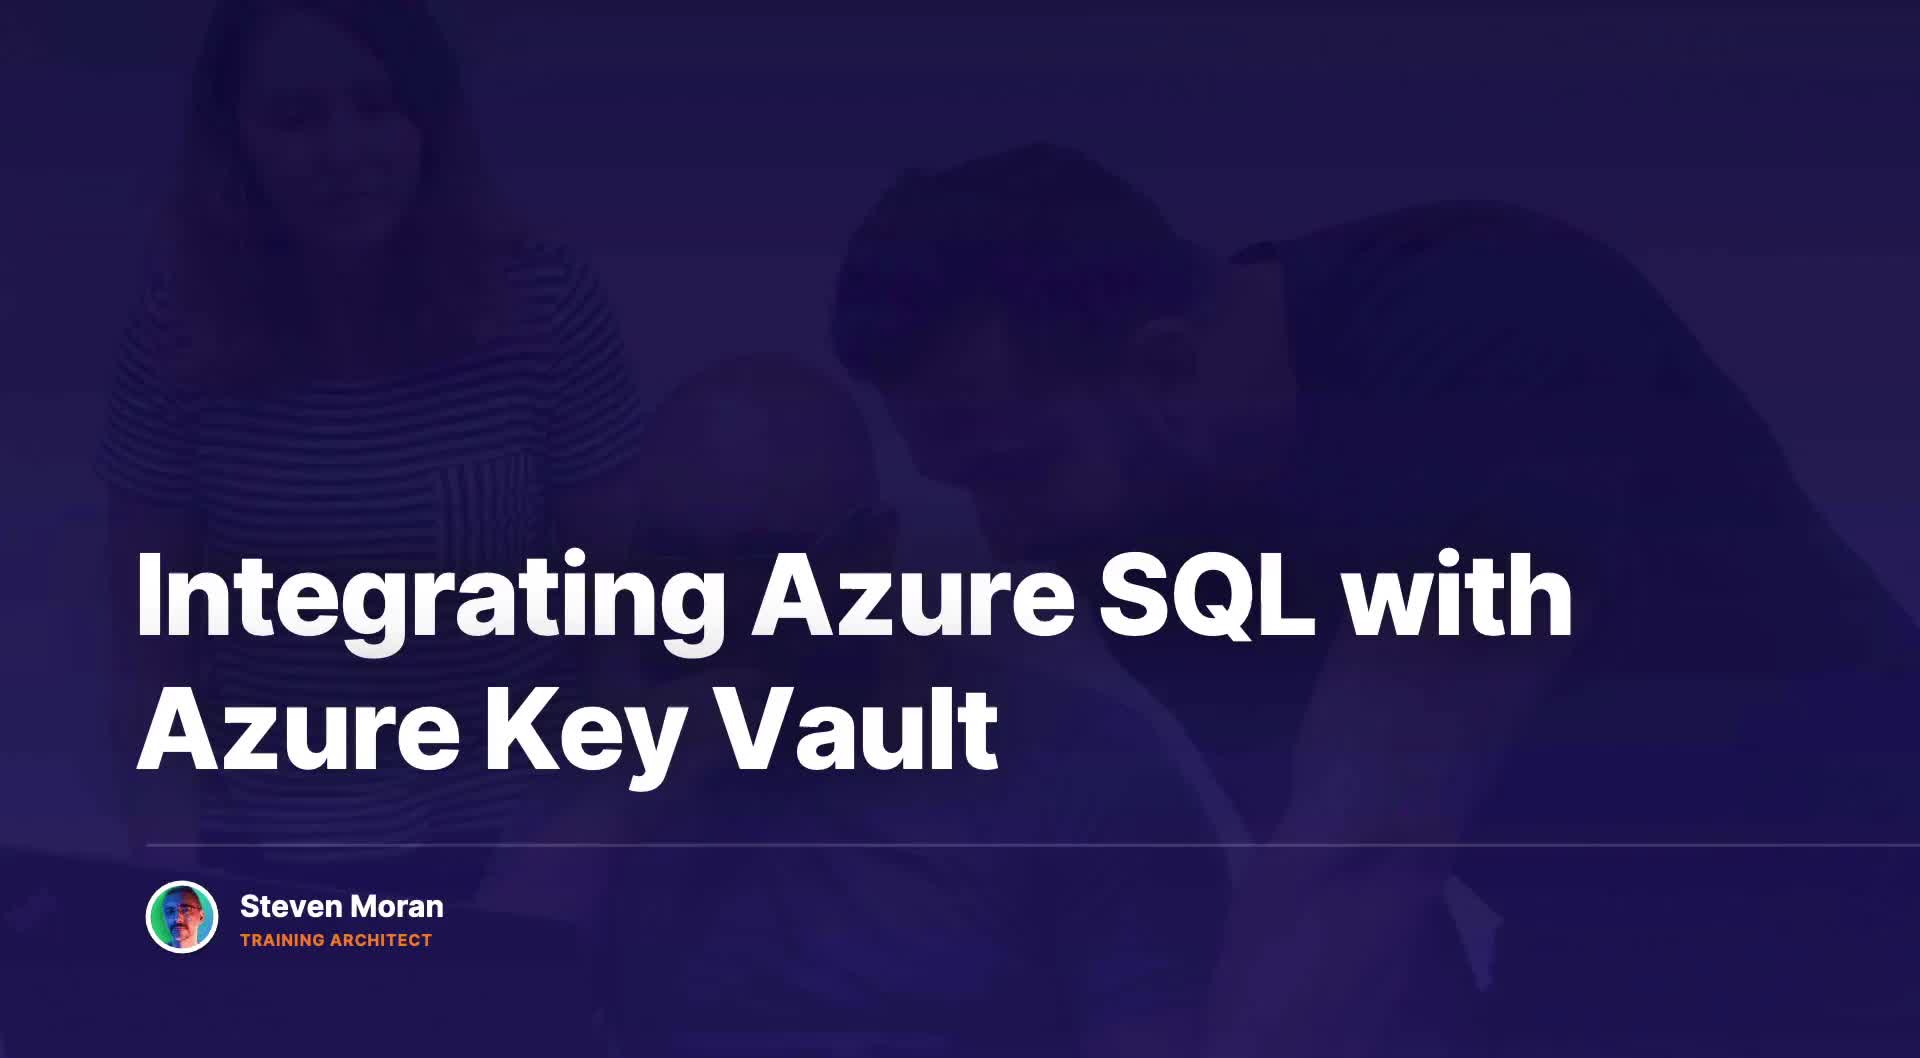 Integrating Azure SQL with
Azure Key Vault
Steven Moran
TRAINING ARCHITECT